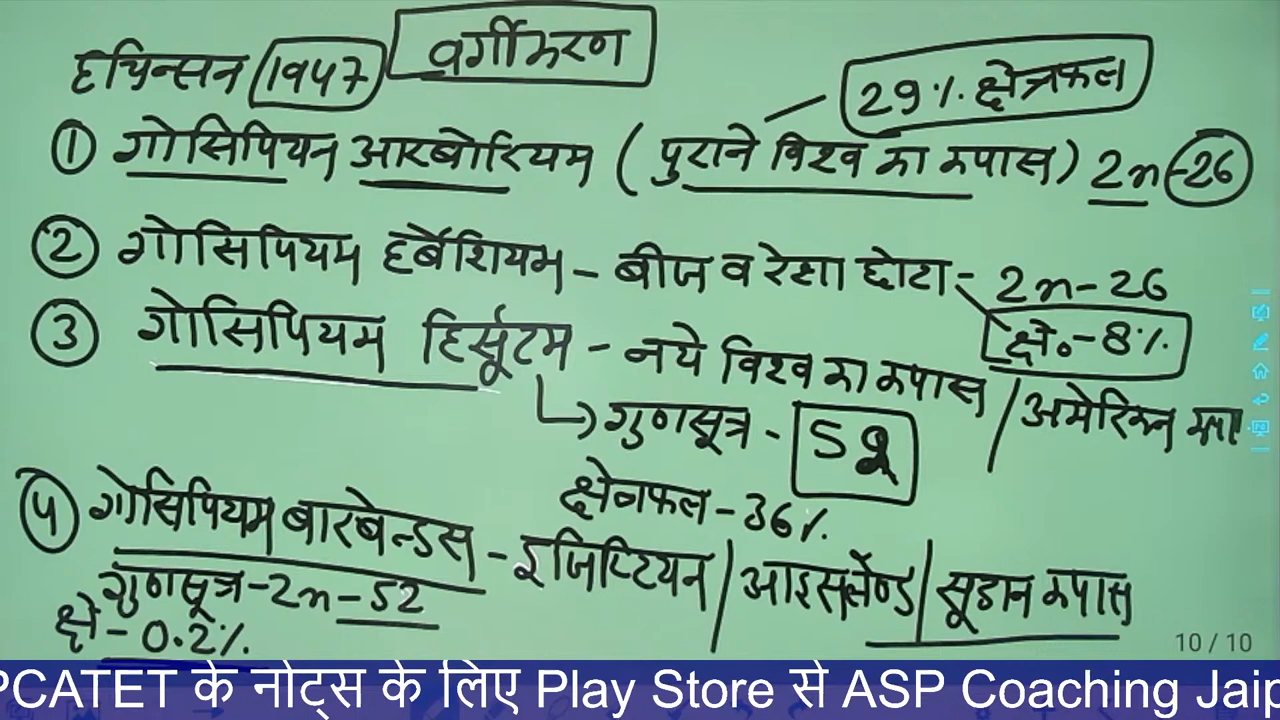 वर्गीकरण
हचिन्सन 1947
29% क्षेत्रफल
① गोसिपियन आरबोरियम ( पुराने विश्व का कपास ) 2n-26
② गोसिपियम हर्बेशियम - बीज व रेशा छोटा - 2n-26
क्षे०-8%
③ गोसिपियम हिर्सूटम - नये विश्व का कपास / अमेरिकन
गुणसूत्र - 52
क्षेत्रफल - 36%
④ गोसिपियम बारबेन्डस - इजिप्टियन / आइसलेण्ड / सूडान कपास
गुणसूत्र-2n-52
क्षे - 0.2%
10 / 10
PCATET के नोट्स के लिए Play Store से ASP Coaching Jaip